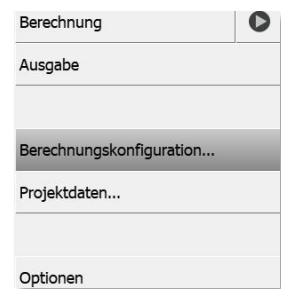 Berechnung
Ausgabe
Berechnungskonfiguration...
Projektdaten...
Optionen